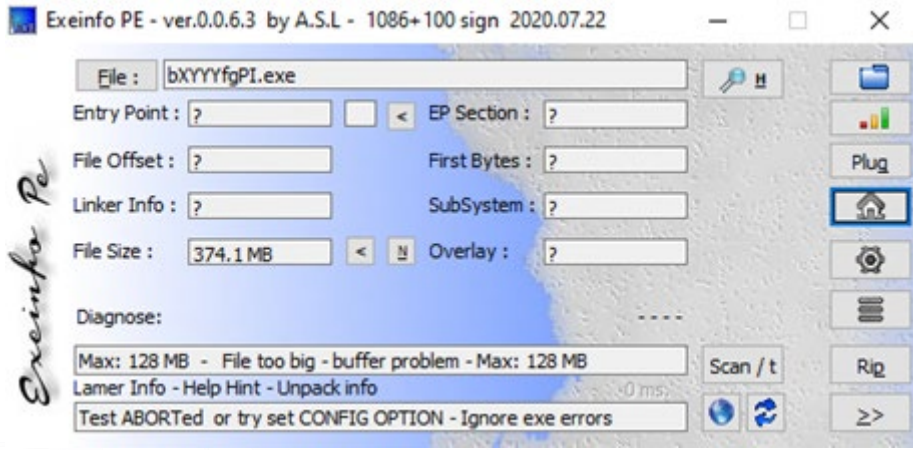 Exeinfo PE - ver.0.0.6.3 by A.S.L - 1086+100 sign 2020.07.22
File : bXYYYfgPI.exe H
Entry Point : ? < EP Section : ?
File Offset : ? First Bytes : ? Plug
Linker Info : ? SubSystem : ?
File Size : 374.1 MB < N Overlay : ?
Exeinfo Pe
Diagnose: - - - -
Max: 128 MB - File too big - buffer problem - Max: 128 MB Scan / t Rip
Lamer Info - Help Hint - Unpack info -0 ms.
Test ABORTed or try set CONFIG OPTION - Ignore exe errors >>